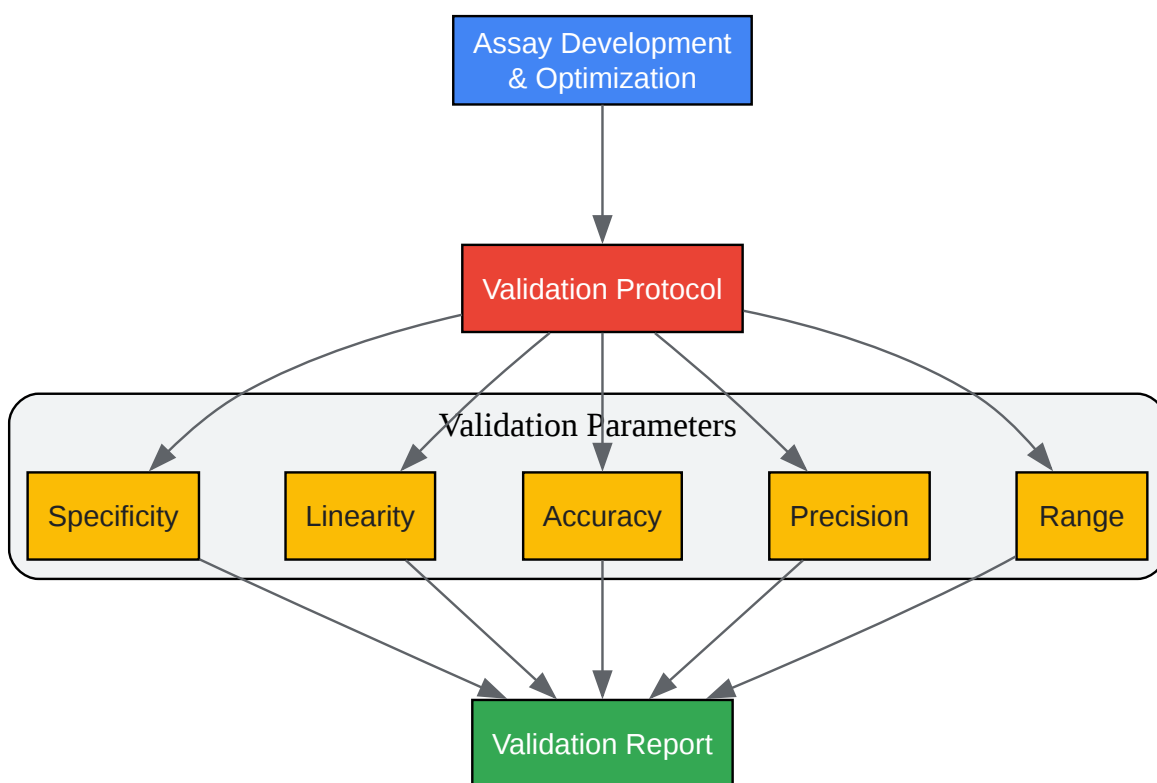 Assay Development
& Optimization
Validation Protocol
Validation Parameters
Specificity
Linearity
Accuracy
Precision
Range
Validation Report